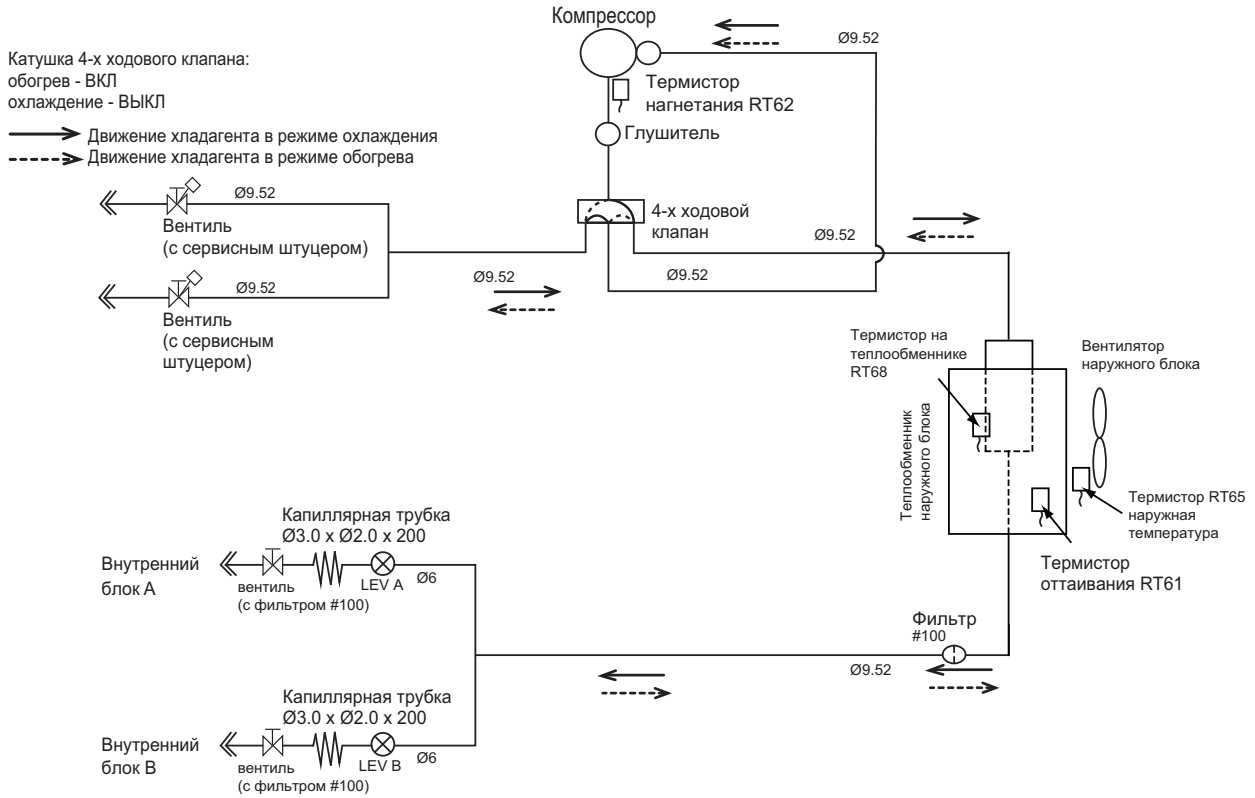 Компрессор
Ø9.52
Катушка 4-х ходового клапана:
обогрев - ВКЛ
охлаждение - ВЫКЛ
Термистор
нагнетания RT62
Глушитель
Движение хладагента в режиме охлаждения
Движение хладагента в режиме обогрева
Ø9.52
Вентиль
(с сервисным штуцером)
4-х ходовой
клапан
Ø9.52
Ø9.52
Ø9.52
Ø9.52
Вентиль
(с сервисным
штуцером)
Термистор на
теплообменнике
RT68
Вентилятор
наружного блока
Теплообменник
наружного блока
Термистор RT65
наружная
температура
Термистор
оттаивания RT61
Капиллярная трубка
Ø3.0 x Ø2.0 x 200
Внутренний
блок A
LEV A
Ø6
вентиль
(с фильтром #100)
Фильтр
#100
Ø9.52
Капиллярная трубка
Ø3.0 x Ø2.0 x 200
Внутренний
блок B
LEV B
Ø6
вентиль
(с фильтром #100)